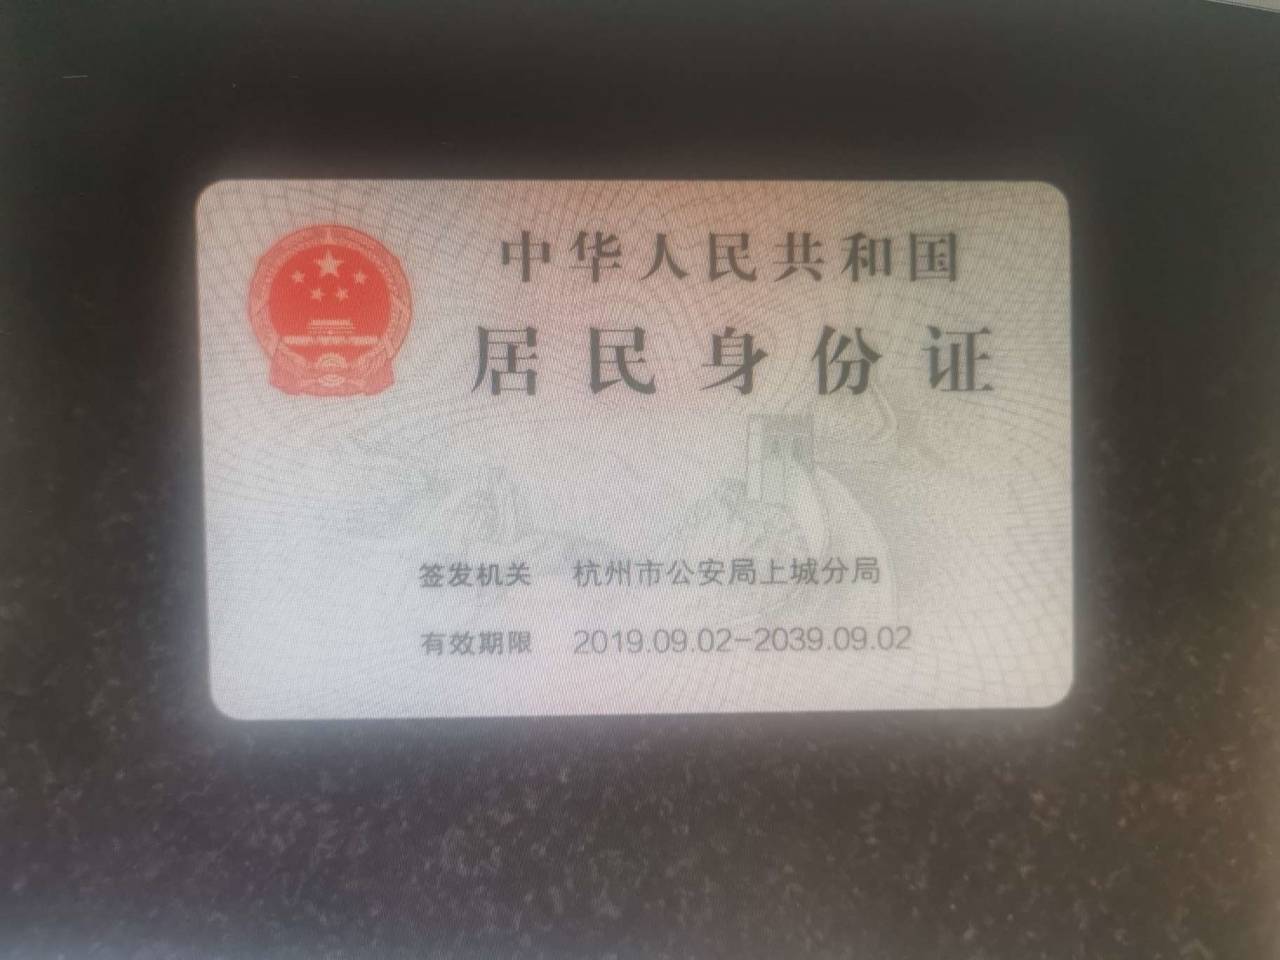 中华人民共和国
居民身份证
签发机关 杭州市公安局上城分局
有效期限 2019.09.02-2039.09.02